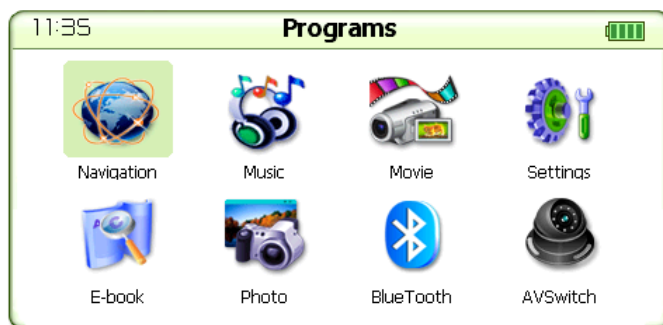 11:35 Programs
Navigation Music Movie Settings
E-book Photo BlueTooth AVSwitch